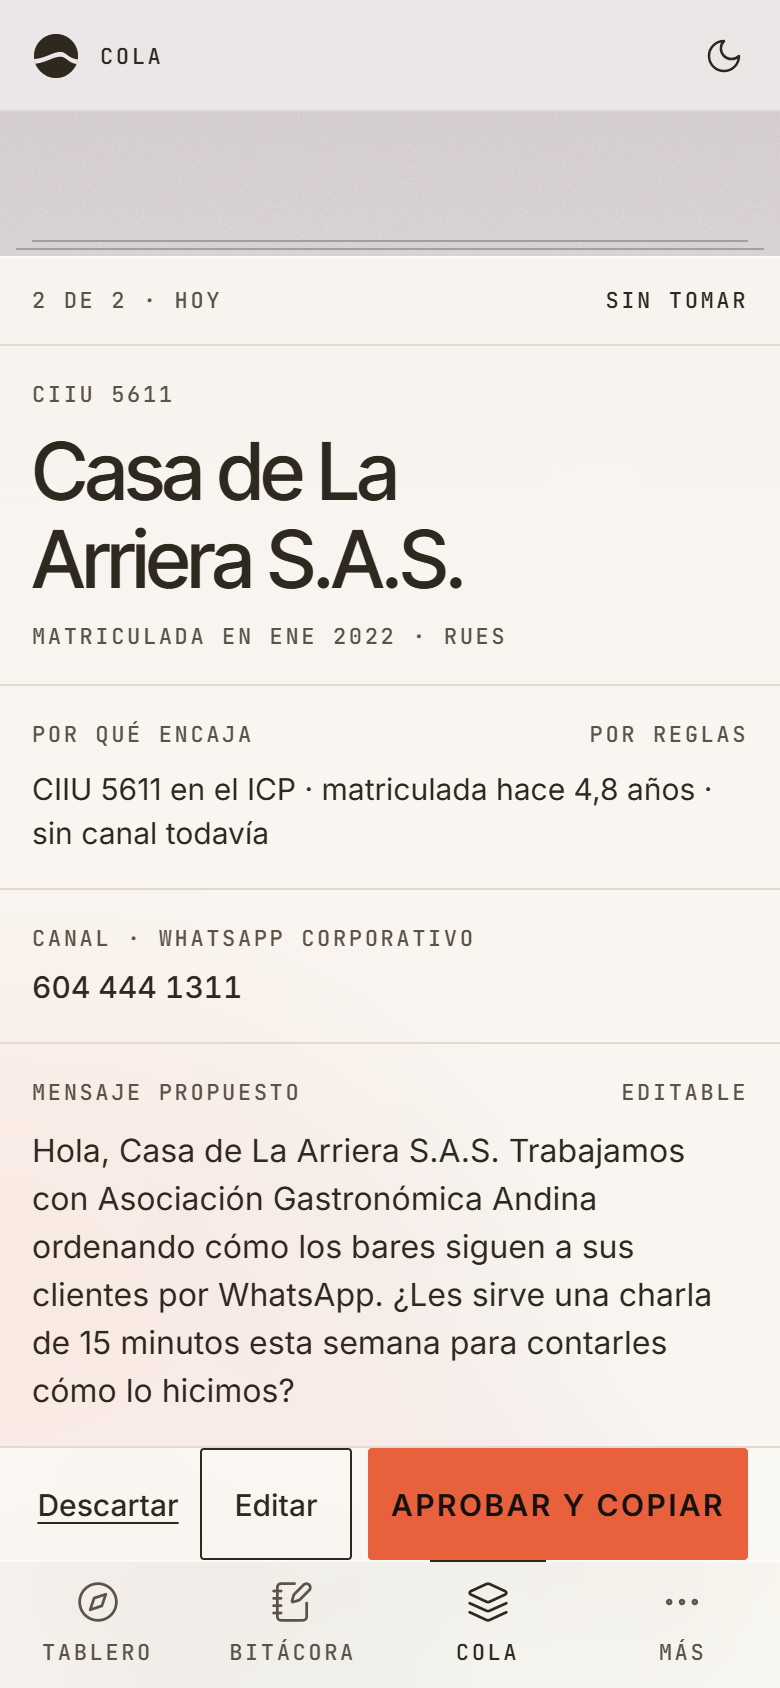 COLA
2 DE 2 · HOY
SIN TOMAR
CIIU 5611
Casa de La
Arriera S.A.S.
MATRICULADA EN ENE 2022 · RUES
POR QUÉ ENCAJA
POR REGLAS
CIIU 5611 en el ICP · matriculada hace 4,8 años ·
sin canal todavía
CANAL · WHATSAPP CORPORATIVO
604 444 1311
MENSAJE PROPUESTO
EDITABLE
Hola, Casa de La Arriera S.A.S. Trabajamos
con Asociación Gastronómica Andina
ordenando cómo los bares siguen a sus
clientes por WhatsApp. ¿Les sirve una charla
de 15 minutos esta semana para contarles
cómo lo hicimos?
Descartar
Editar
APROBAR Y COPIAR
TABLERO
BITÁCORA
COLA
MÁS